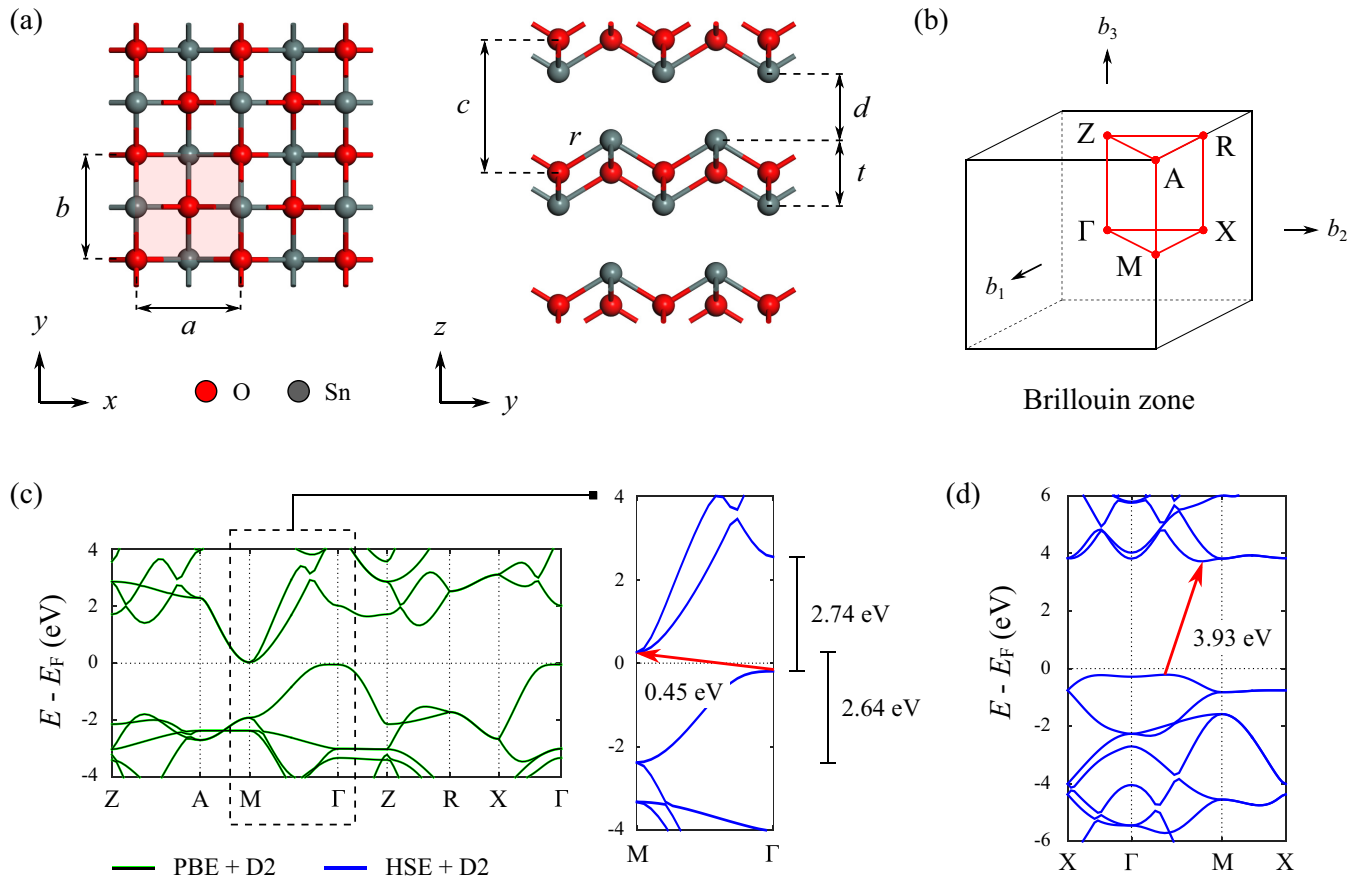 (a)
b
a
y
x
O
Sn
c
r
d
t
z
y
(b)
b3
Z
R
A
Γ
X
M
b2
b1
Brillouin zone
(c)
E - EF (eV)
4
2
0
-2
-4
Z
A
M
Γ
Z
R
X
Γ
PBE + D2
HSE + D2
4
2
0
-2
-4
M
Γ
0.45 eV
2.74 eV
2.64 eV
(d)
E - EF (eV)
6
4
2
0
-2
-4
-6
3.93 eV
X
Γ
M
X